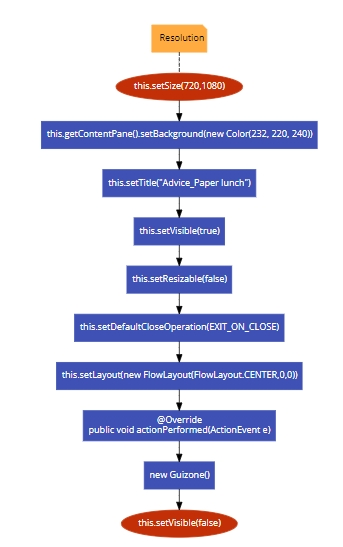 Resolution
this.setSize(720,1080)
this.getContentPane().setBackground(new Color(232, 220, 240))
this.setTitle("Advice_Paper lunch")
this.setVisible(true)
this.setResizable(false)
this.setDefaultCloseOperation(EXIT_ON_CLOSE)
this.setLayout(new FlowLayout(FlowLayout.CENTER,0,0))
@Override
public void actionPerformed(ActionEvent e)
new Guizone()
this.setVisible(false)